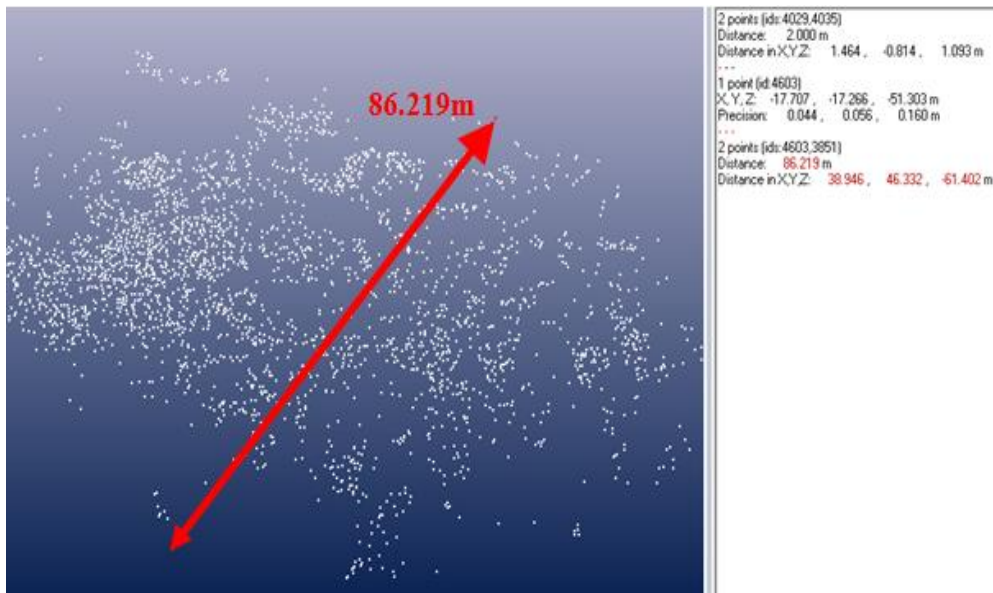 86.219m
2 points (ids:4029,4035)
Distance: 2.000 m
Distance in X,Y,Z: 1.464 , -0.814 , 1.093 m
---
1 point (id:4603)
X, Y, Z: -17.707 , -17.266 , -51.303 m
Precision: 0.044 , 0.056 , 0.160 m
---
2 points (ids:4603,3851)
Distance: 86.219 m
Distance in X,Y,Z: 38.946 , 46.332 , -61.402 m